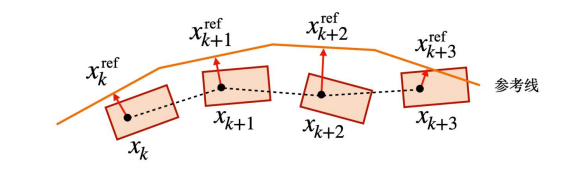 x_k^ref
x_{k+1}^ref
x_{k+2}^ref
x_{k+3}^ref
参考线
x_k
x_{k+1}
x_{k+2}
x_{k+3}